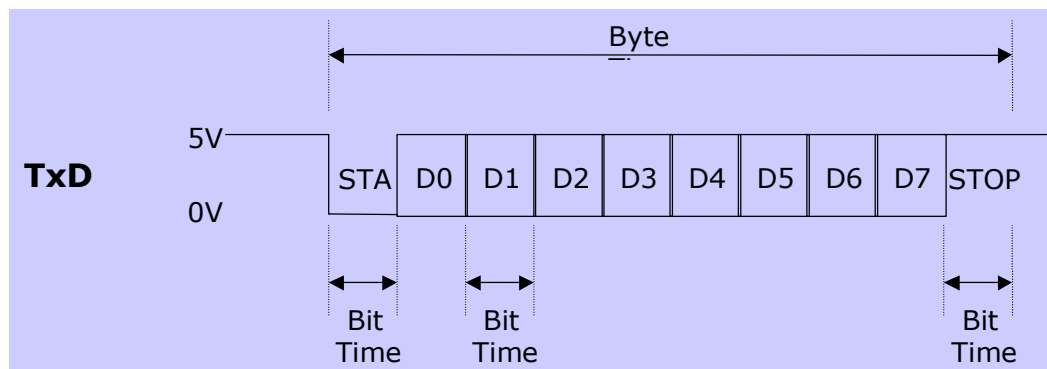 Byte
5V
TxD
STA D0 D1 D2 D3 D4 D5 D6 D7 STOP
0V
Bit Bit Bit
Time Time Time